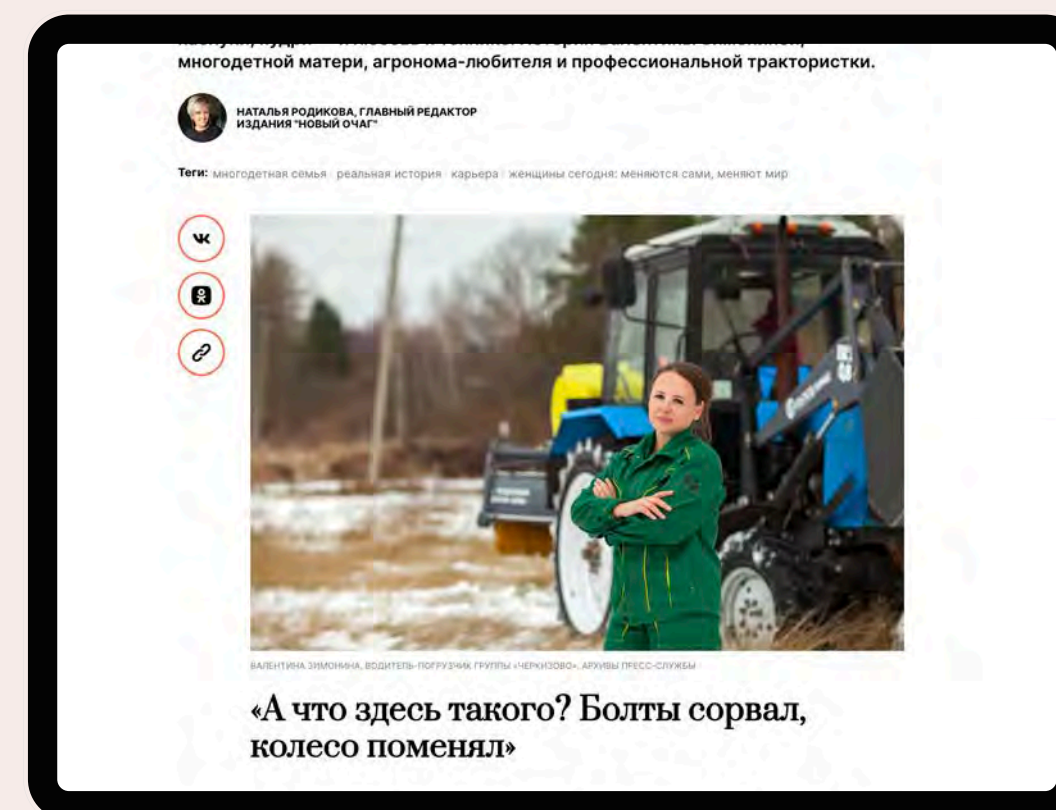 многодетной матери, агронома-любителя и профессиональной трактористки.
НАТАЛЬЯ РОДИКОВА, ГЛАВНЫЙ РЕДАКТОР
ИЗДАНИЯ "НОВЫЙ ОЧАГ"
Теги: многодетная семья реальная история карьера женщины сегодня: меняются сами, меняют мир
ВАЛЕНТИНА ЗИМОНИНА, ВОДИТЕЛЬ-ПОГРУЗЧИК ГРУППЫ «ЧЕРКИЗОВО», АРХИВЫ ПРЕСС-СЛУЖБЫ
«А что здесь такого? Болты сорвал,
колесо поменял»